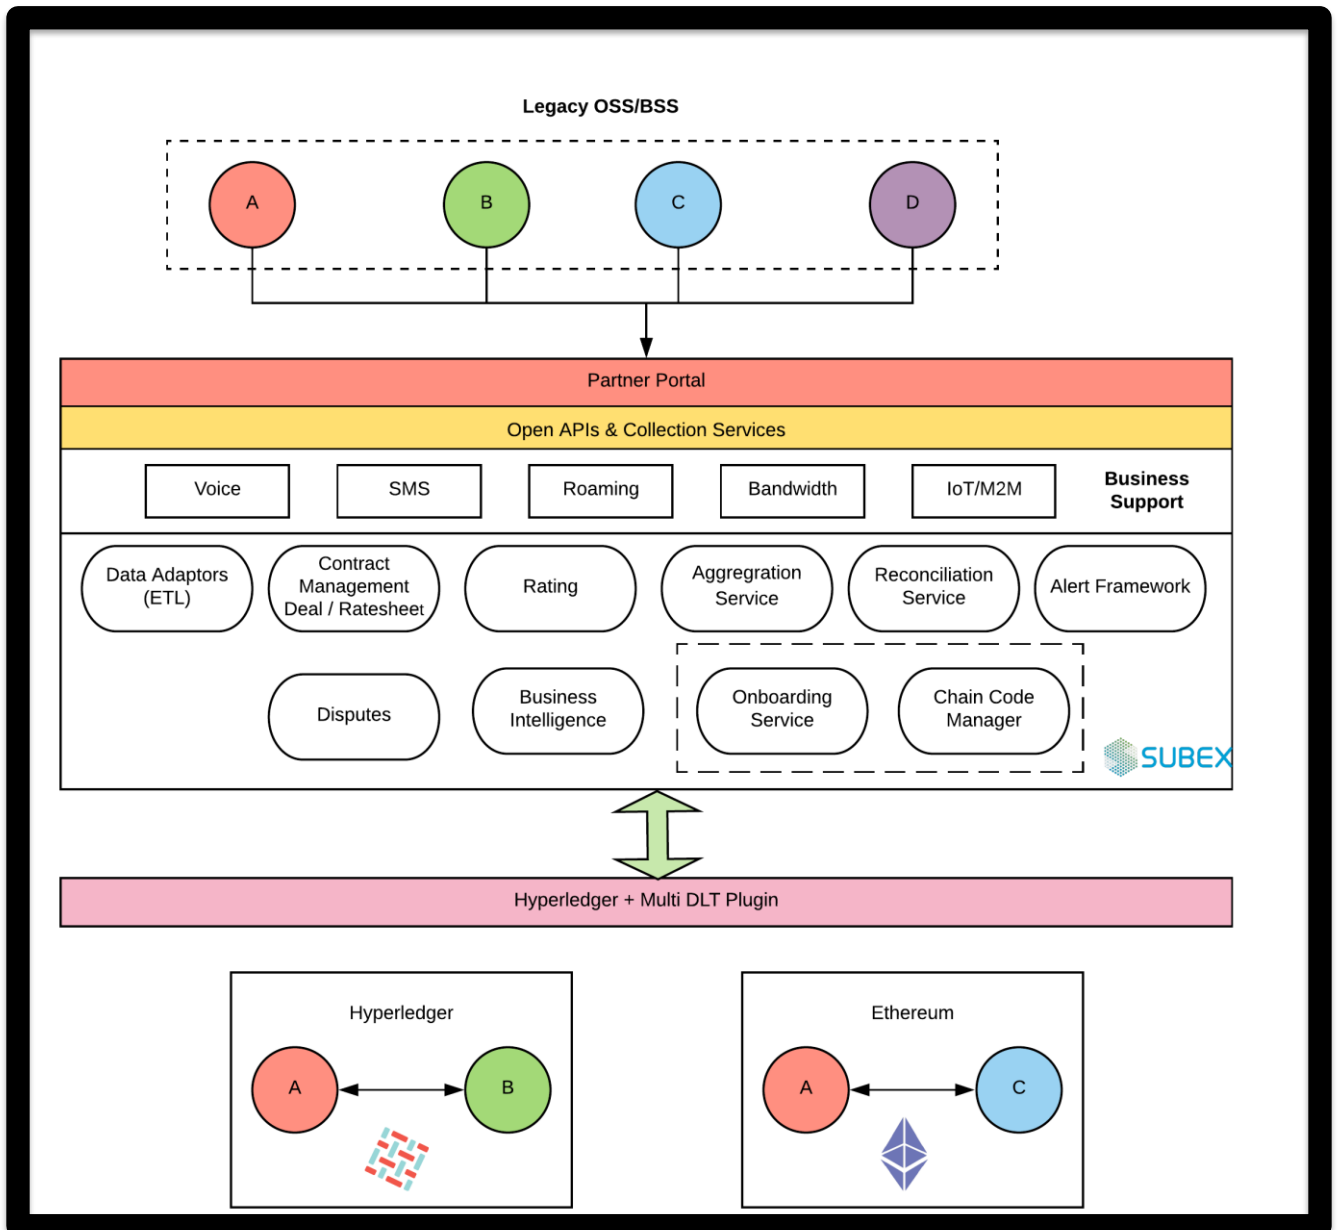 Legacy OSS/BSS
A
B
C
D
Partner Portal
Open APIs & Collection Services
Voice
SMS
Roaming
Bandwidth
IoT/M2M
Business
Support
Data Adaptors
(ETL)
Contract
Management
Deal / Ratesheet
Rating
Aggregration
Service
Reconciliation
Service
Alert Framework
Disputes
Business
Intelligence
Onboarding
Service
Chain Code
Manager
SUBEX
Hyperledger + Multi DLT Plugin
Hyperledger
A
B
Ethereum
A
C